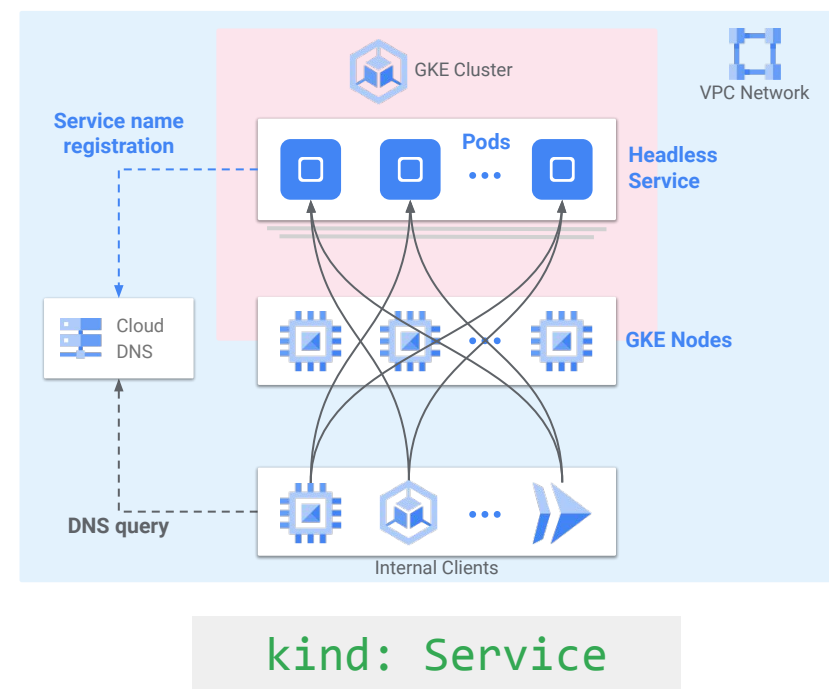 GKE Cluster
VPC Network
Service name
registration
Pods
Headless
Service
Cloud
DNS
GKE Nodes
DNS query
Internal Clients
kind: Service